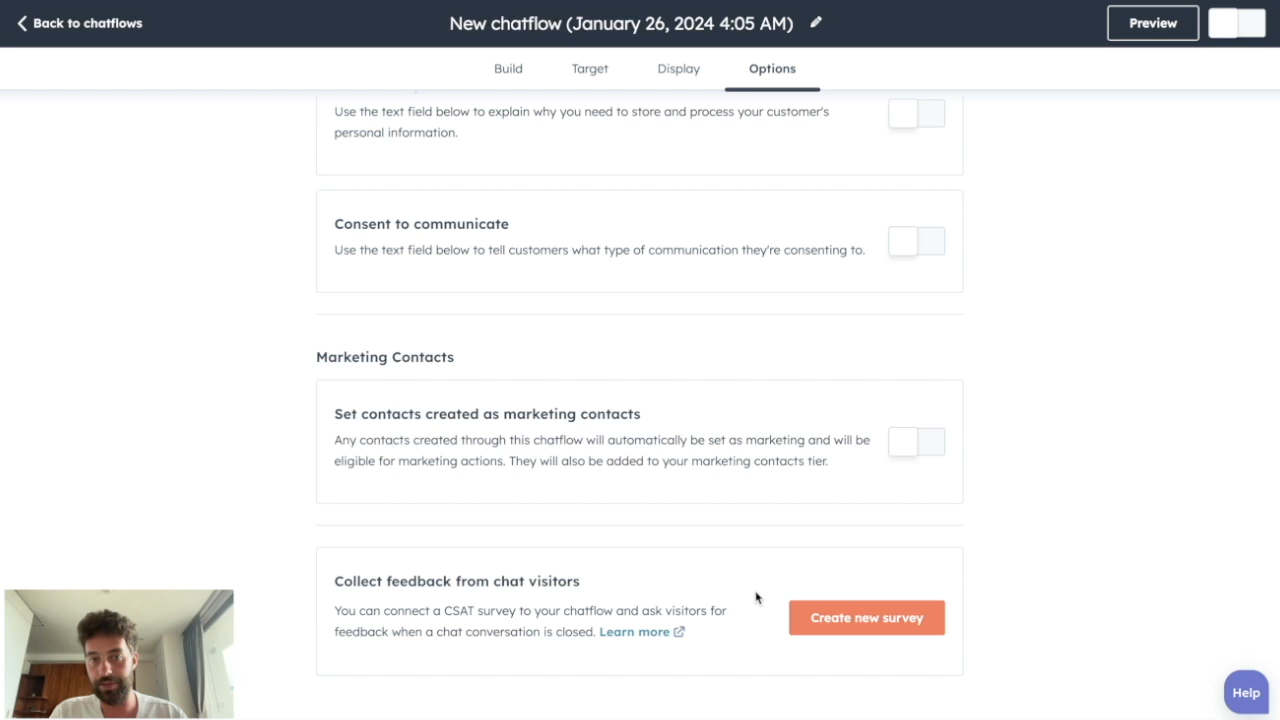 Back to chatflows
New chatflow (January 26, 2024 4:05 AM)
Preview
Build
Target
Display
Options
Use the text field below to explain why you need to store and process your customer's
personal information.
Consent to communicate
Use the text field below to tell customers what type of communication they're consenting to.
Marketing Contacts
Set contacts created as marketing contacts
Any contacts created through this chatflow will automatically be set as marketing and will be
eligible for marketing actions. They will also be added to your marketing contacts tier.
Collect feedback from chat visitors
You can connect a CSAT survey to your chatflow and ask visitors for
feedback when a chat conversation is closed. Learn more
Create new survey
Help